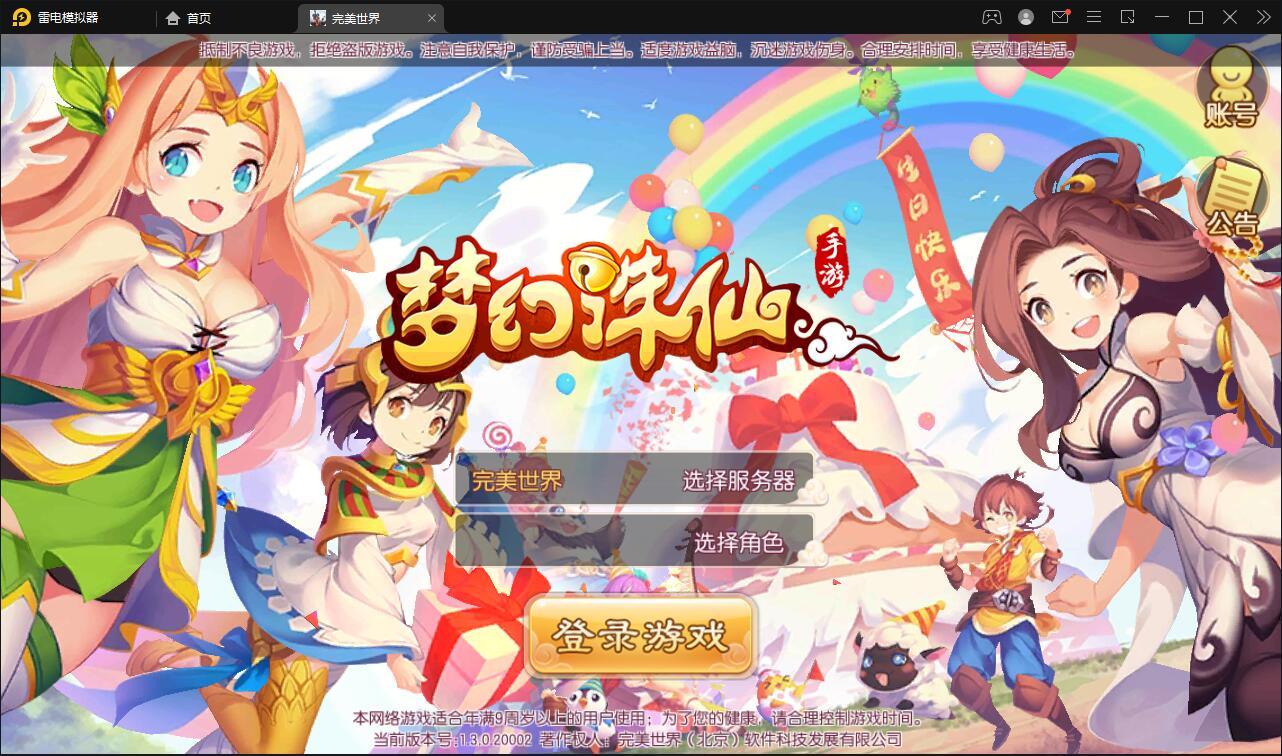 雷电模拟器
首页
完美世界
抵制不良游戏，拒绝盗版游戏。注意自我保护，谨防受骗上当。适度游戏益脑，沉迷游戏伤身。合理安排时间，享受健康生活。
账号
公告
生日快乐
梦幻诛仙
手游
完美世界 选择服务器
选择角色
登录游戏
本网络游戏适合年满9周岁以上的用户使用；为了您的健康，请合理控制游戏时间。
当前版本号:1.3.0.20002 著作权人：完美世界（北京）软件科技发展有限公司